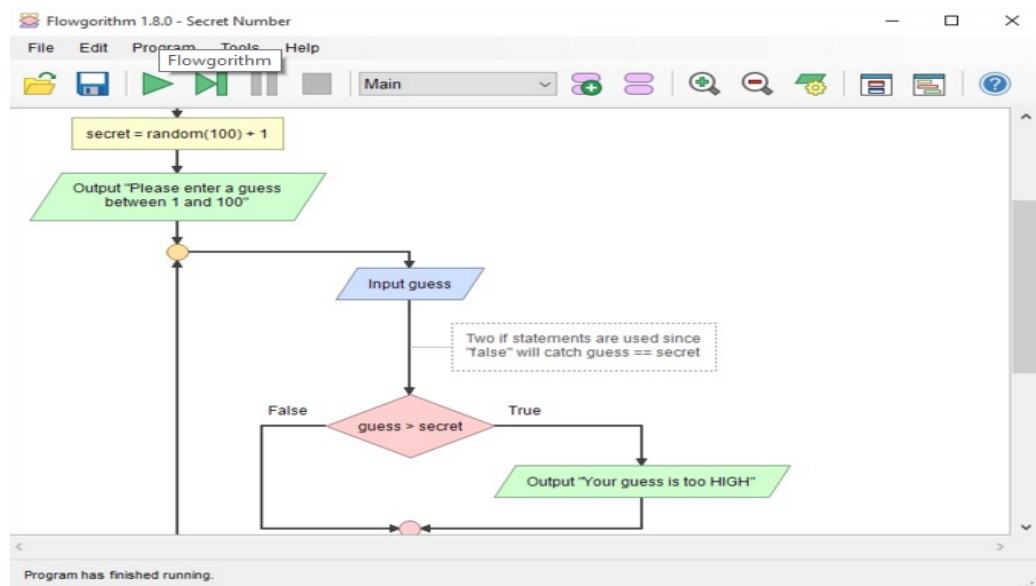 Flowgorithm 1.8.0 - Secret Number
File Edit Program Tools Help
Flowgorithm
Main
secret = random(100) + 1
Output "Please enter a guess
between 1 and 100"
Input guess
Two if statements are used since
"false" will catch guess == secret
False
True
guess > secret
Output "Your guess is too HIGH"
Program has finished running.